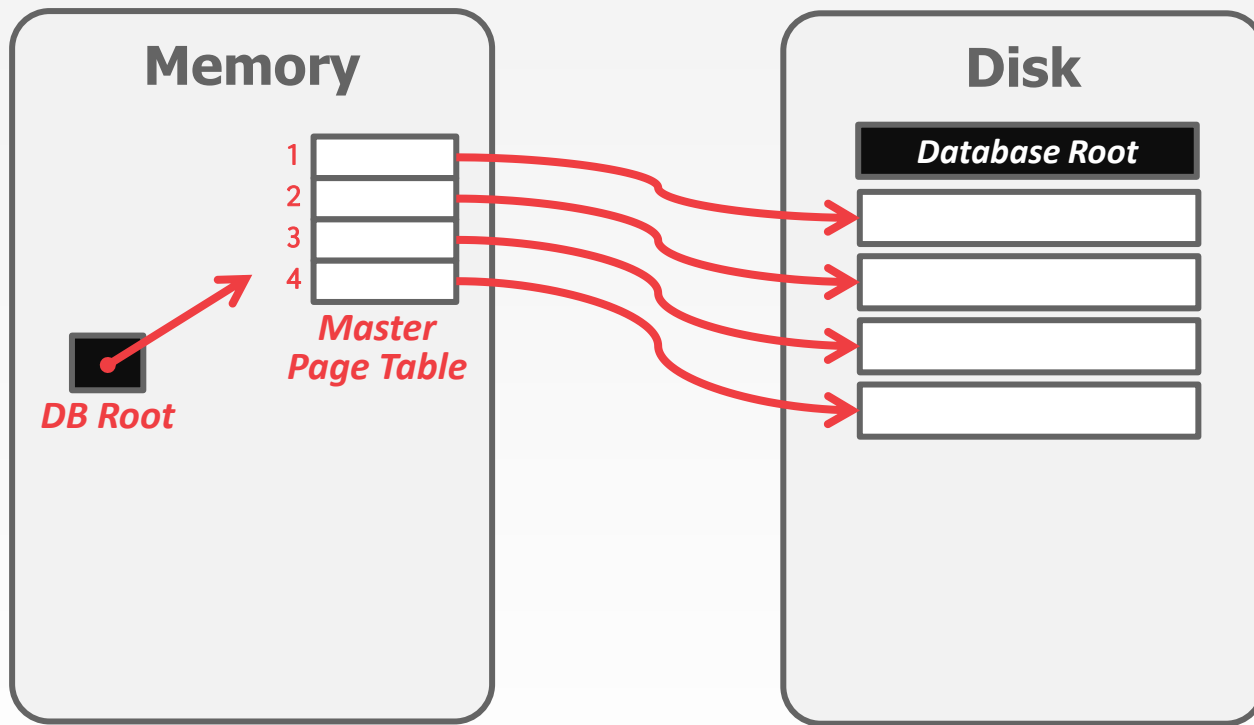 Memory
1
2
3
4
Master
Page Table
DB Root
Disk
Database Root